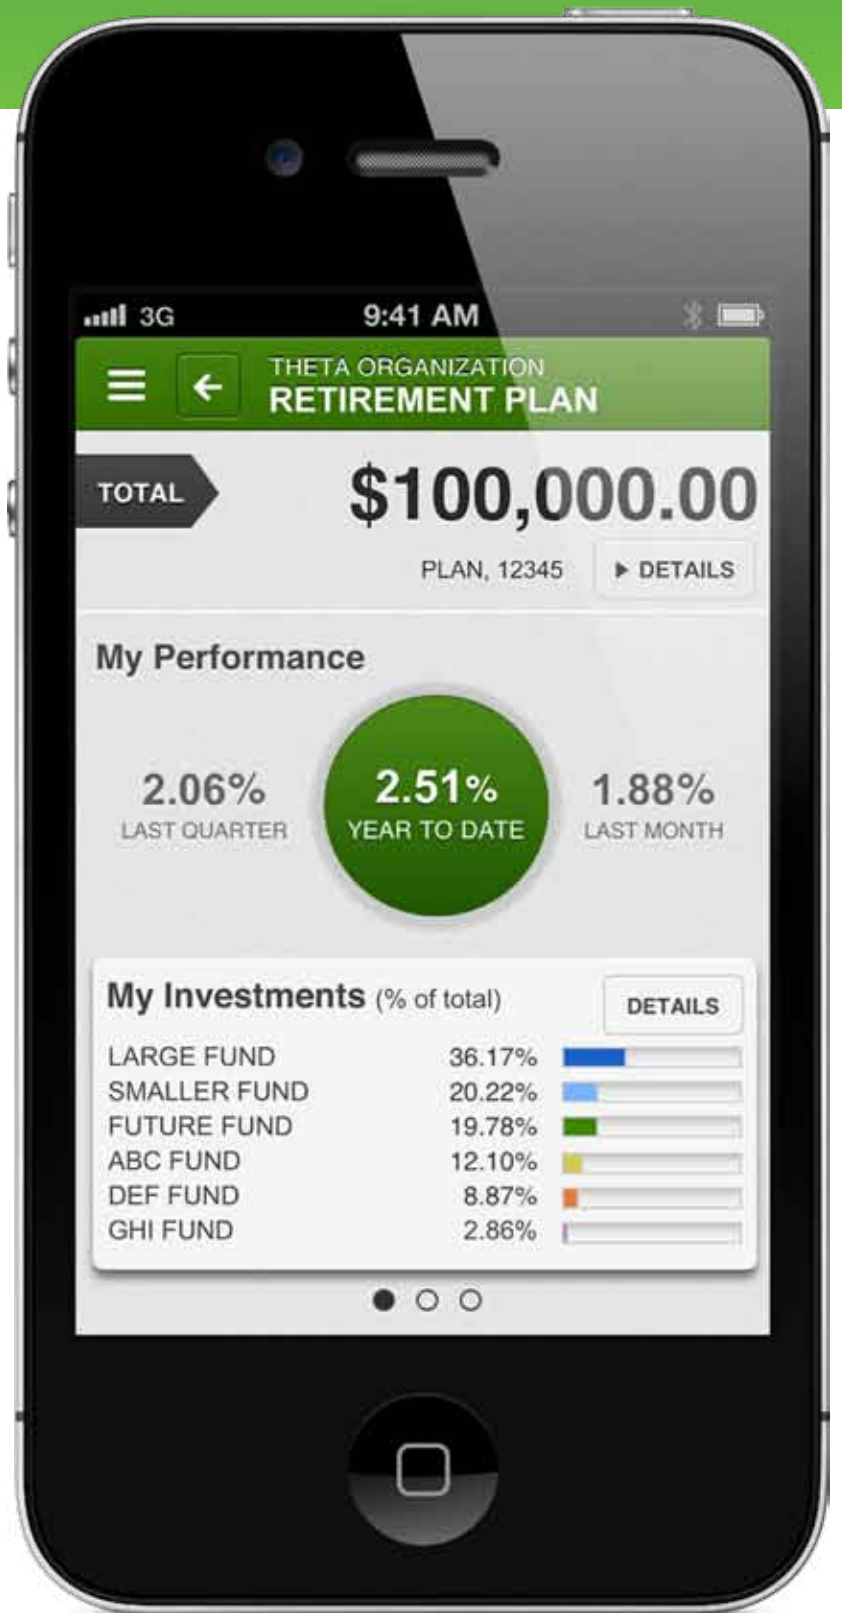 3G 9:41 AM
THETA ORGANIZATION
RETIREMENT PLAN
TOTAL $100,000.00
PLAN, 12345 DETAILS
My Performance
2.06% 2.51% 1.88%
LAST QUARTER YEAR TO DATE LAST MONTH
My Investments (% of total) DETAILS
LARGE FUND 36.17%
SMALLER FUND 20.22%
FUTURE FUND 19.78%
ABC FUND 12.10%
DEF FUND 8.87%
GHI FUND 2.86%